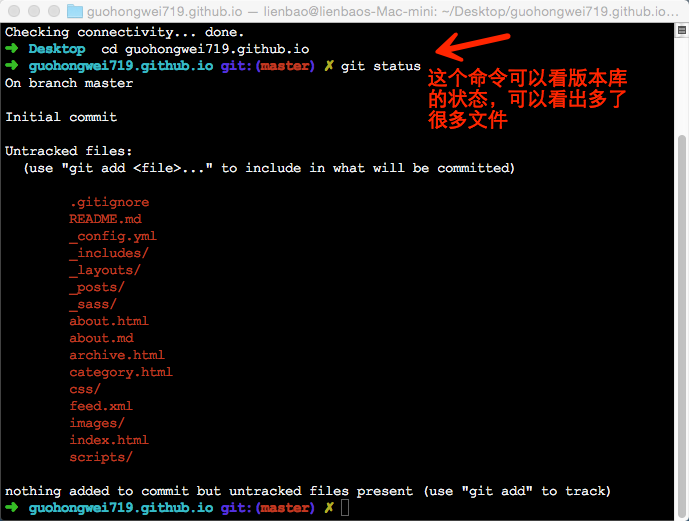 guohongwei719.github.io — lienbao@lienbaos-Mac-mini: ~/Desktop/guohongwei719.github.io...
Checking connectivity... done.
➜ Desktop cd guohongwei719.github.io
➜ guohongwei719.github.io git:(master) ✗ git status
这个命令可以看版本库
的状态，可以看出多了
很多文件
On branch master
Initial commit
Untracked files:
(use "git add <file>..." to include in what will be committed)
.gitignore
README.md
_config.yml
_includes/
_layouts/
_posts/
_sass/
about.html
about.md
archive.html
category.html
css/
feed.xml
images/
index.html
scripts/
nothing added to commit but untracked files present (use "git add" to track)
➜ guohongwei719.github.io git:(master) ✗